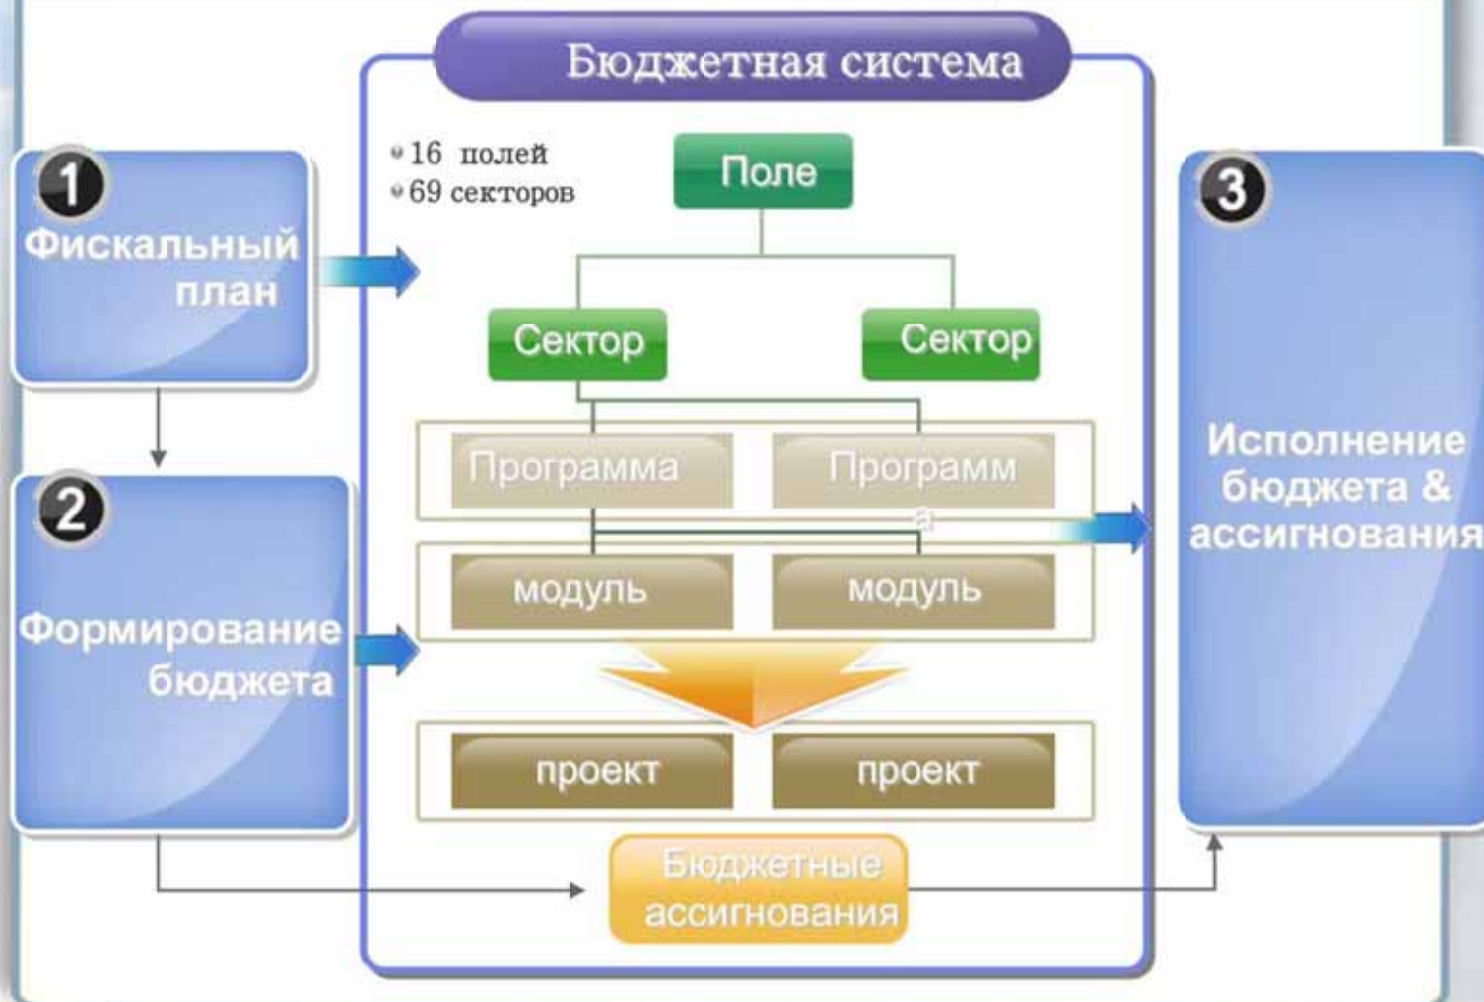 Бюджетная система
16 полей
69 секторов
Поле
1
Фискальный
план
3
Сектор
Сектор
Программа
Программ
а
2
Исполнение
бюджета &
ассигнования
модуль
модуль
Формирование
бюджета
проект
проект
Бюджетные
ассигнования